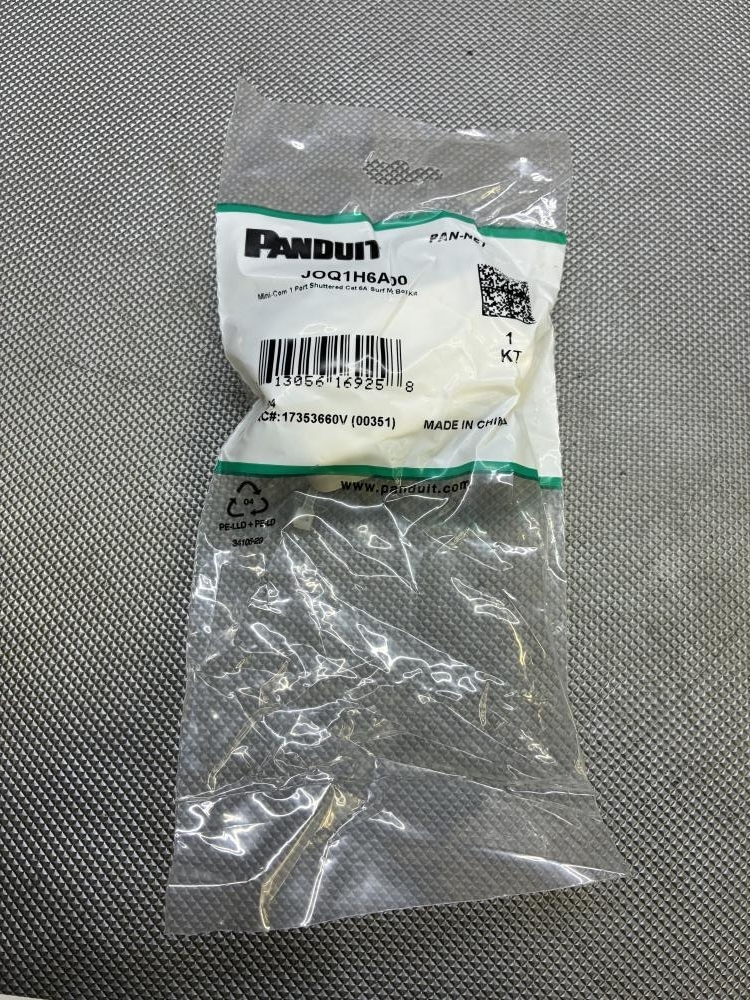 PANDUIT
PAN-NET
JOQ1H6A00
Mini-Com 1 Port Shuttered Cat 6A Surf Mt Box Kit
1
KT
13056 16925 8
C#:17353660V (00351)
MADE IN CHINA
www.panduit.com
04
PE-LLD + PE-LD